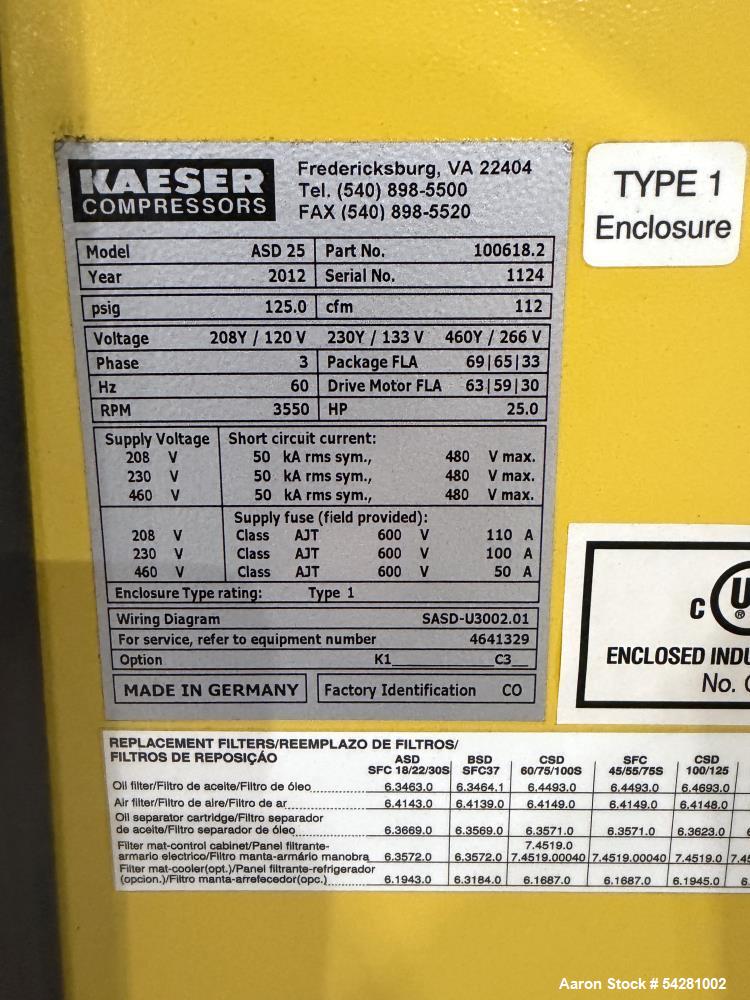 KAESER
COMPRESSORS
Fredericksburg, VA 22404
Tel. (540) 898-5500
FAX (540) 898-5520
TYPE 1
Enclosure
Model ASD 25 Part No. 100618.2
Year 2012 Serial No. 1124
psig 125.0 cfm 112
Voltage 208Y / 120 V 230Y / 133 V 460Y / 266 V
Phase 3 Package FLA 69|65|33
Hz 60 Drive Motor FLA 63|59|30
RPM 3550 HP 25.0
Supply Voltage Short circuit current:
208 V 50 kA rms sym., 480 V max.
230 V 50 kA rms sym., 480 V max.
460 V 50 kA rms sym., 480 V max.
Supply fuse (field provided):
208 V Class AJT 600 V 110 A
230 V Class AJT 600 V 100 A
460 V Class AJT 600 V 50 A
Enclosure Type rating: Type 1
Wiring Diagram SASD-U3002.01
For service, refer to equipment number 4641329
Option K1 C3
MADE IN GERMANY Factory Identification CO
C U
®
ENCLOSED INDU
No.
REPLACEMENT FILTERS/REEMPLAZO DE FILTROS/
FILTROS DE REPOSIÇÁO
ASD BSD CSD SFC CSD
SFC 18/22/30S SFC37 60/75/100S 45/55/75S 100/125
Oil filter/Filtro de aceite/Filtro de óleo 6.3463.0 6.3464.1 6.4493.0 6.4493.0 6.4693.0
Air filter/Filtro de aire/Filtro de ar 6.4143.0 6.4139.0 6.4149.0 6.4149.0 6.4148.0
Oil separator cartridge/Filtro separador
de aceite/Filtro separador de óleo 6.3669.0 6.3569.0 6.3571.0 6.3571.0 6.3623.0
Filter mat-control cabinet/Panel filtrante- 7.4519.0
armario electrico/Filtro manta-armário manobra 6.3572.0 6.3572.0 7.4519.00040 7.4519.00040 7.4519.0
Filter mat-cooler(opt.)/Panel filtrante-refrigerador
(opcion.)/Filtro manta-arrefecedor(opc.) 6.1943.0 6.3184.0 6.1687.0 6.1687.0 6.1945.0
Aaron Stock # 54281002